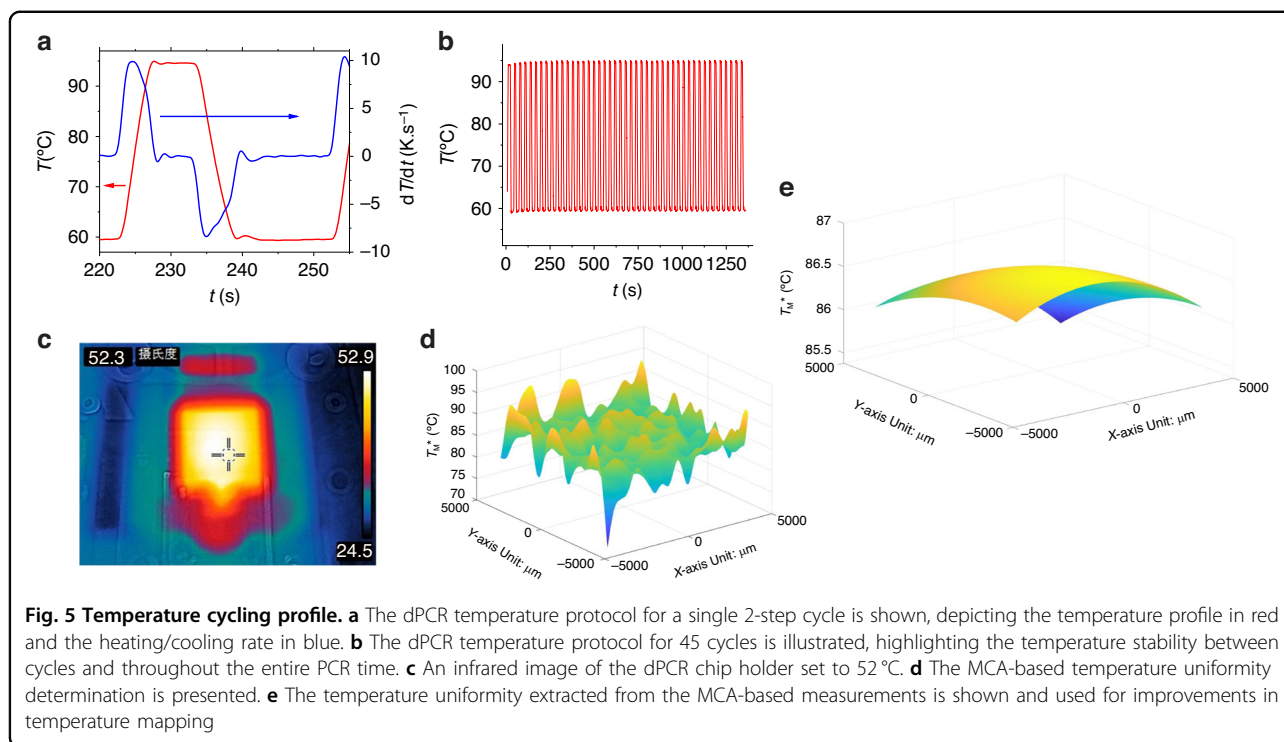 a
95
90
80
70
60
T(°C)
220
230
240
250
t (s)
10
5
0
−5
−10
dT/dt (K.s⁻¹)
b
90
80
70
60
T(°C)
0
250
500
750
1000
1250
t (s)
c
52.3
摄氏度
52.9
24.5
d
100
95
90
85
80
75
70
Tₘ* (°C)
5000
0
−5000
Y-axis Unit: μm
−5000
0
5000
X-axis Unit: μm
e
87
86.5
86
85.5
Tₘ* (°C)
5000
0
−5000
Y-axis Unit: μm
−5000
0
5000
X-axis Unit: μm
Fig. 5 Temperature cycling profile. a The dPCR temperature protocol for a single 2-step cycle is shown, depicting the temperature profile in red
and the heating/cooling rate in blue. b The dPCR temperature protocol for 45 cycles is illustrated, highlighting the temperature stability between
cycles and throughout the entire PCR time. c An infrared image of the dPCR chip holder set to 52 °C. d The MCA-based temperature uniformity
determination is presented. e The temperature uniformity extracted from the MCA-based measurements is shown and used for improvements in
temperature mapping